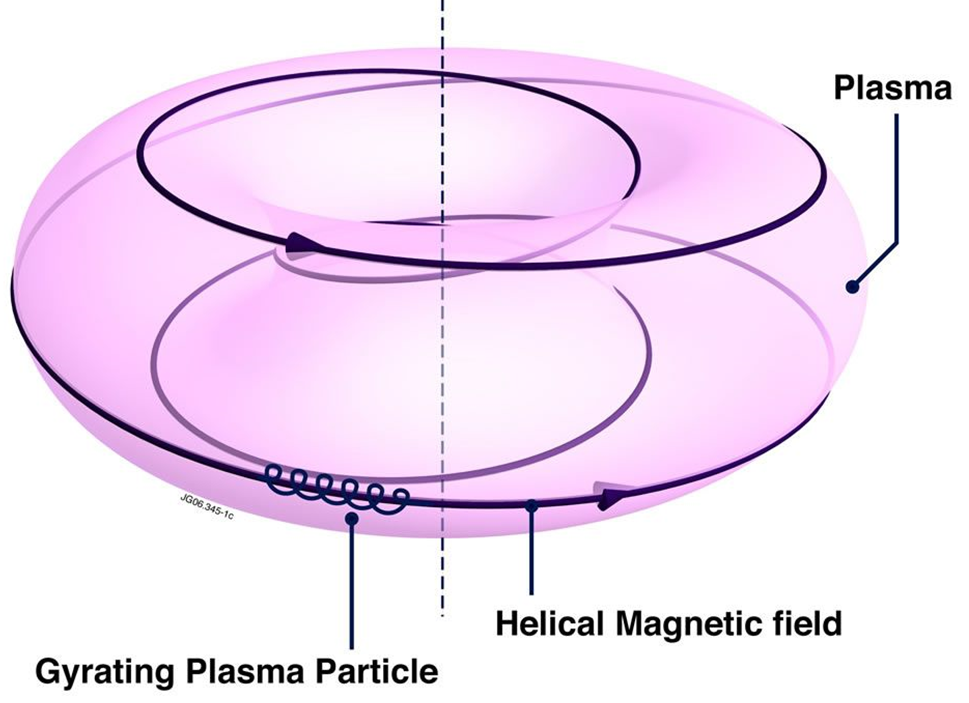 Plasma
JG06.345-1c
Helical Magnetic field
Gyrating Plasma Particle